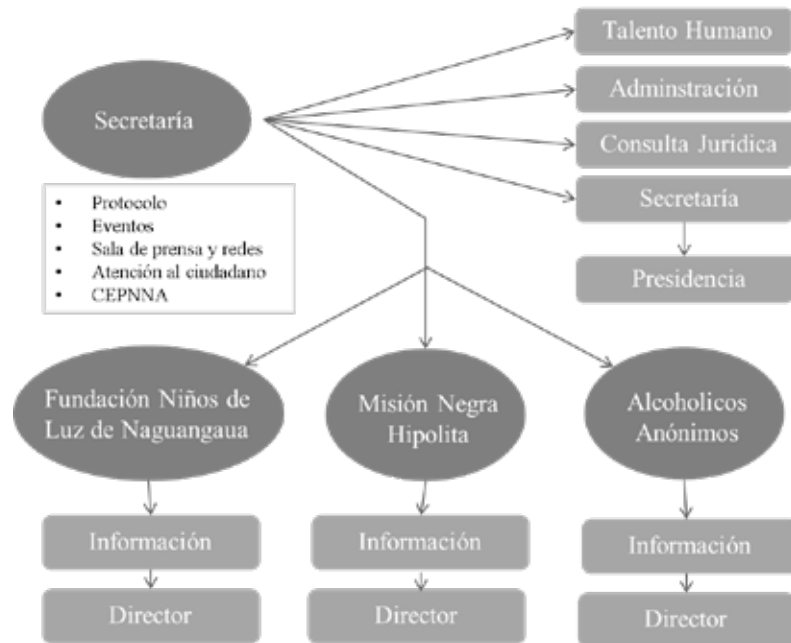 Secretaría
• Protocolo
• Eventos
• Sala de prensa y redes
• Atención al ciudadano
• CEPNNA
Talento Humano
Adminstración
Consulta Juridica
Secretaría
Presidencia
Fundación Niños de
Luz de Naguangaua
Misión Negra
Hipolita
Alcoholicos
Anónimos
Información
Información
Información
Director
Director
Director